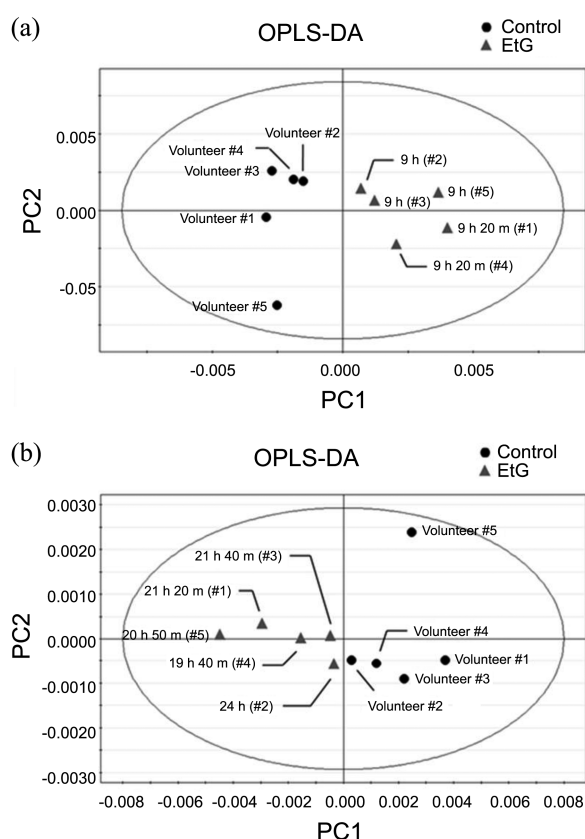 (a)
OPLS-DA
Control
EtG
Volunteer #2
Volunteer #4
Volunteer #3
Volunteer #1
Volunteer #5
9 h (#2)
9 h (#3)
9 h (#5)
9 h 20 m (#1)
9 h 20 m (#4)
0.005
0.000
-0.05
PC2
-0.005 0.000 0.005
PC1
(b)
OPLS-DA
Control
EtG
0.0030
0.0020
0.0010
0.0000
-0.0010
-0.0020
-0.0030
PC2
Volunteer #5
21 h 40 m (#3)
21 h 20 m (#1)
20 h 50 m (#5)
19 h 40 m (#4)
24 h (#2)
Volunteer #4
Volunteer #1
Volunteer #3
Volunteer #2
-0.008 -0.006 -0.004 -0.002 0.000 0.002 0.004 0.006 0.008
PC1